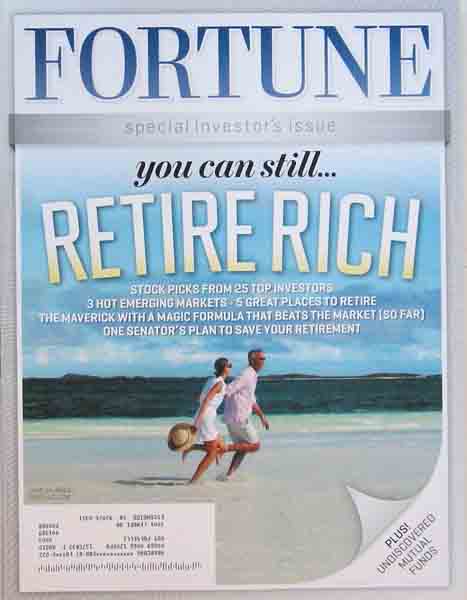 FORTUNE
special investor's issue
you can still...
RETIRE RICH
STOCK PICKS FROM 25 TOP INVESTORS
3 HOT EMERGING MARKETS - 5 GREAT PLACES TO RETIRE
THE MAVERICK WITH A MAGIC FORMULA THAT BEATS THE MARKET (SO FAR)
ONE SENATOR'S PLAN TO SAVE YOUR RETIREMENT
PLUS!
UNDISCOVERED
MUTUAL
FUNDS